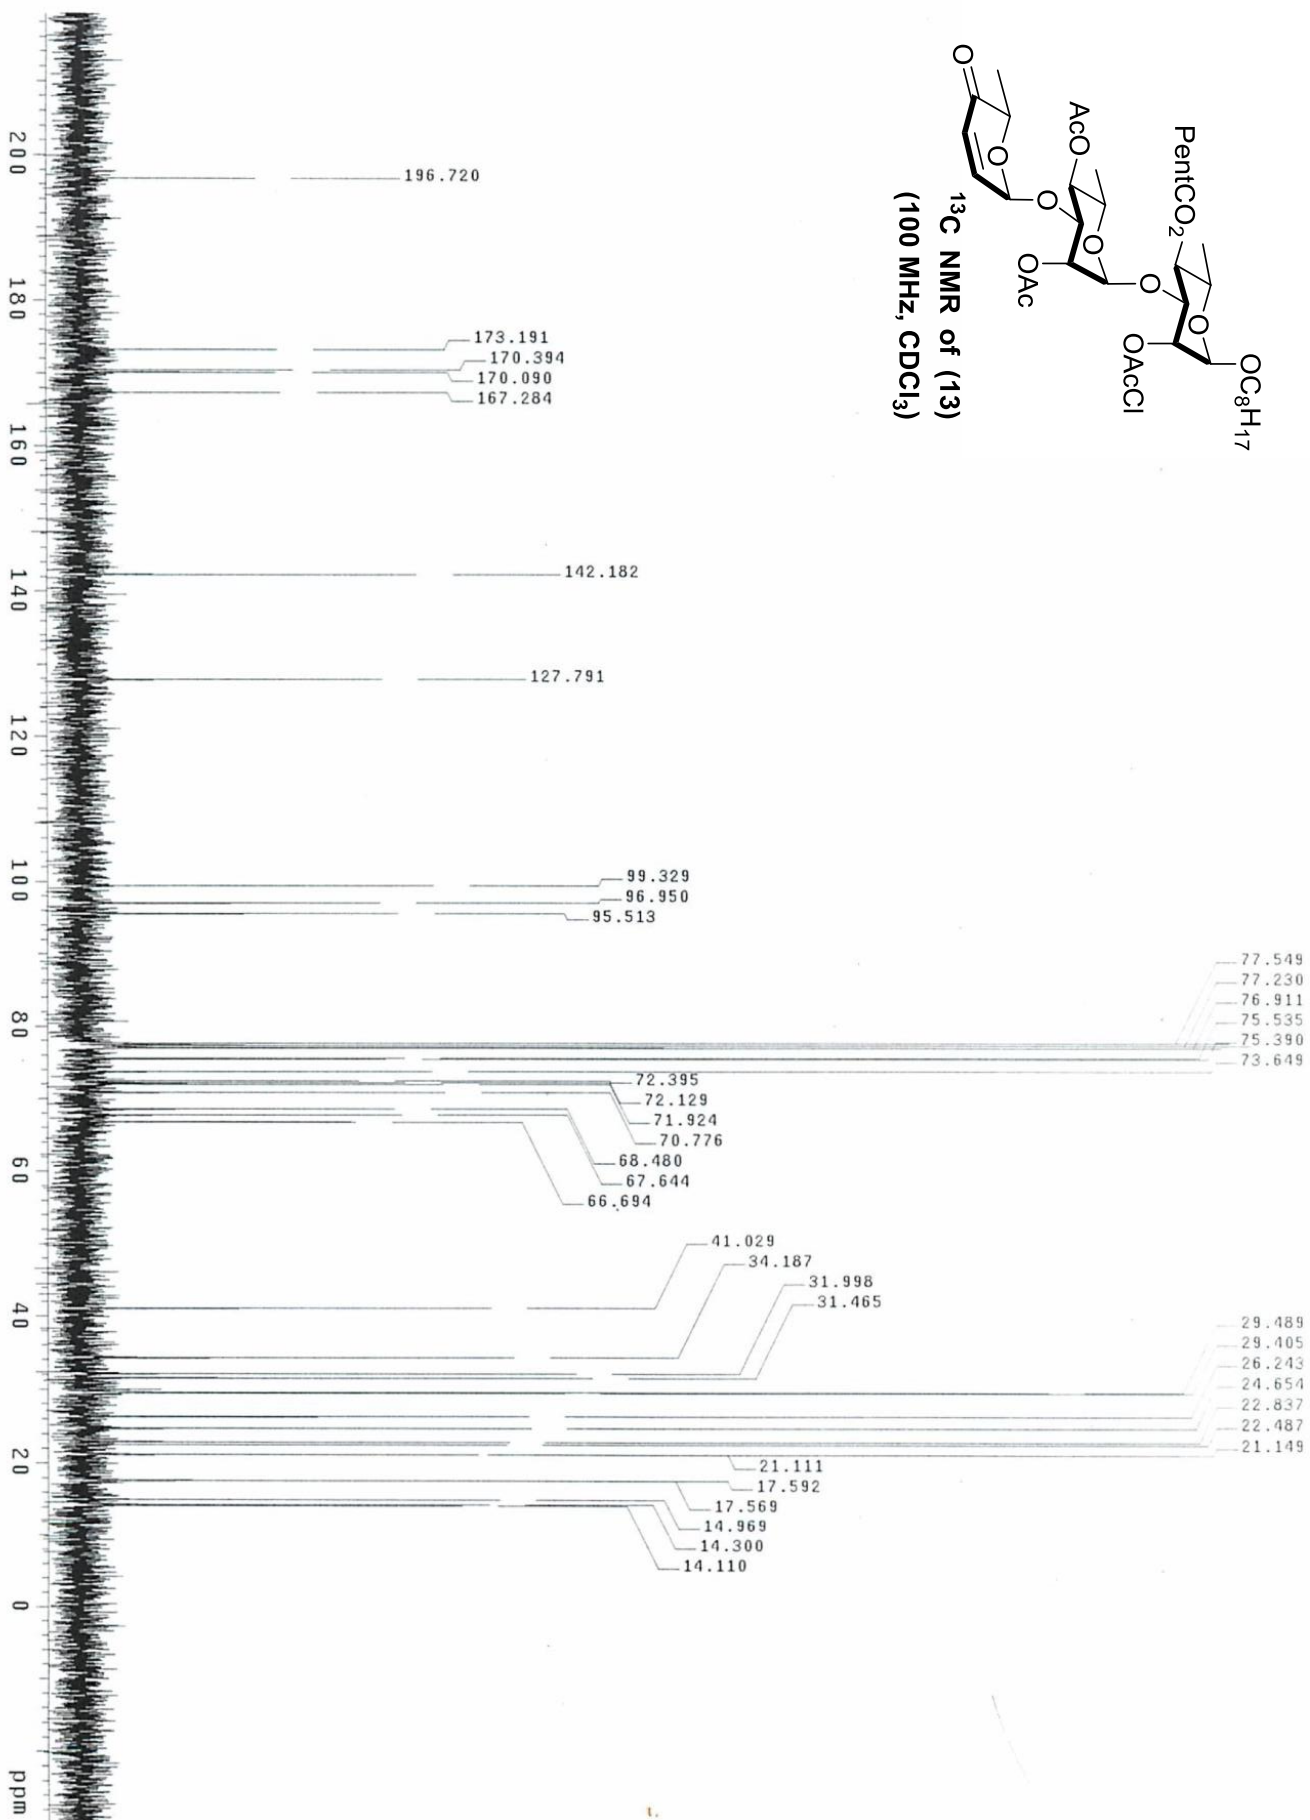 PentCO2
OC8H17
O
O
OAcCl
AcO
O
O
OAc
O
O
13C NMR of (13)
(100 MHz, CDCl3)
196.720
173.191
170.394
170.090
167.284
142.182
127.791
99.329
96.950
95.513
77.549
77.230
76.911
75.535
75.390
73.649
72.395
72.129
71.924
70.776
68.480
67.644
66.694
41.029
34.187
31.998
31.465
29.489
29.405
26.243
24.654
22.837
22.487
21.149
21.111
17.592
17.569
14.969
14.300
14.110
200 180 160 140 120 100 80 60 40 20 0 ppm